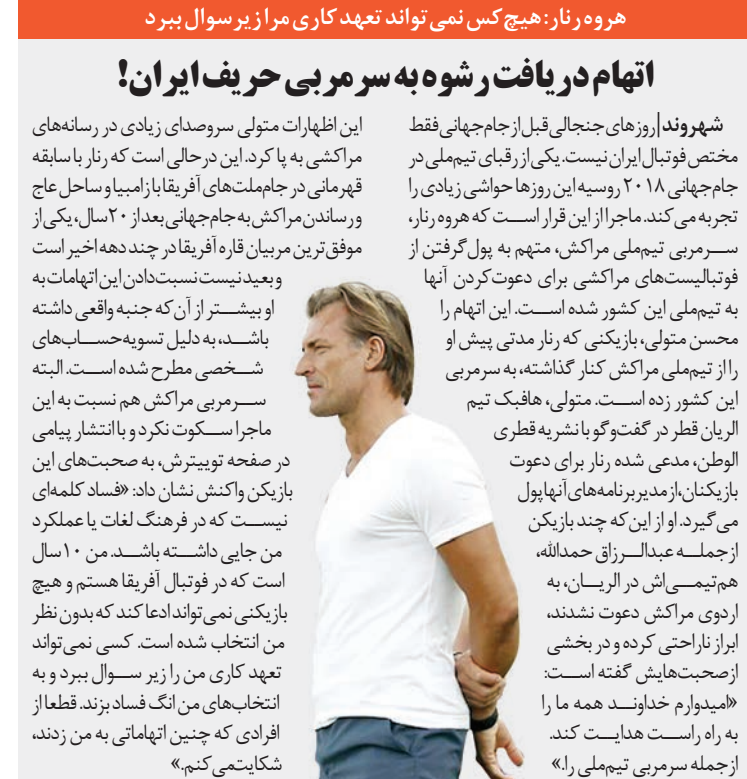 هروه رنار: هیچ کس نمی تواند تعهد کاری مرا زیر سوال ببرد
اتهام دریافت رشوه به سرمربی حریف ایران!
شهروند| روزهای جنجالی قبل از جام جهانی فقط
مختص فوتبال ایران نیست. یکی از رقبای تیم ملی در
جام جهانی ۲۰۱۸ روسیه این روزها حواشی زیادی را
تجربه می کند. ماجرا از این قرار است که هروه رنار،
سرمربی تیم ملی مراکش، متهم به پول گرفتن از
فوتبالیست های مراکشی برای دعوت کردن آنها
به تیم ملی این کشور شده است. این اتهام را
محسن متولی، بازیکنی که رنار مدتی پیش او
را از تیم ملی مراکش کنار گذاشته، به سرمربی
این کشور زده است. متولی، هافبک تیم
الریان قطر در گفت و گو با نشریه قطری
الوطن، مدعی شده رنار برای دعوت
بازیکنان، از مدیر برنامه های آنها پول
می گیرد. او از این که چند بازیکن
از جمله عبدالرزاق حمدالله،
هم تیمی اش در الریان، به
اردوی مراکش دعوت نشدند،
ابراز ناراحتی کرده و در بخشی
از صحبت هایش گفته است:
«امیدوارم خداوند همه ما را
به راه راست هدایت کند.
از جمله سرمربی تیم ملی را.»
این اظهارات متولی سروصدای زیادی در رسانه های
مراکشی به پا کرد. این درحالی است که رنار با سابقه
قهرمانی در جام ملت های آفریقا با زامبیا و ساحل عاج
و رساندن مراکش به جام جهانی بعد از ۲۰ سال، یکی از
موفق ترین مربیان قاره آفریقا در چند دهه اخیر است
و بعید نیست نسبت دادن این اتهامات به
او بیشتر از آن که جنبه واقعی داشته
باشد، به دلیل تسویه حساب های
شخصی مطرح شده است. البته
سرمربی مراکش هم نسبت به این
ماجرا سکوت نکرد و با انتشار پیامی
در صفحه توییترش، به صحبت های این
بازیکن واکنش نشان داد: «فساد کلمه ای
نیست که در فرهنگ لغات یا عملکرد
من جایی داشته باشد. من ۱۰ سال
است که در فوتبال آفریقا هستم و هیچ
بازیکنی نمی تواند ادعا کند که بدون نظر
من انتخاب شده است. کسی نمی تواند
تعهد کاری من را زیر سوال ببرد و به
انتخاب های من انگ فساد بزند. قطعا از
افرادی که چنین اتهاماتی به من زدند،
شکایت می کنم.»